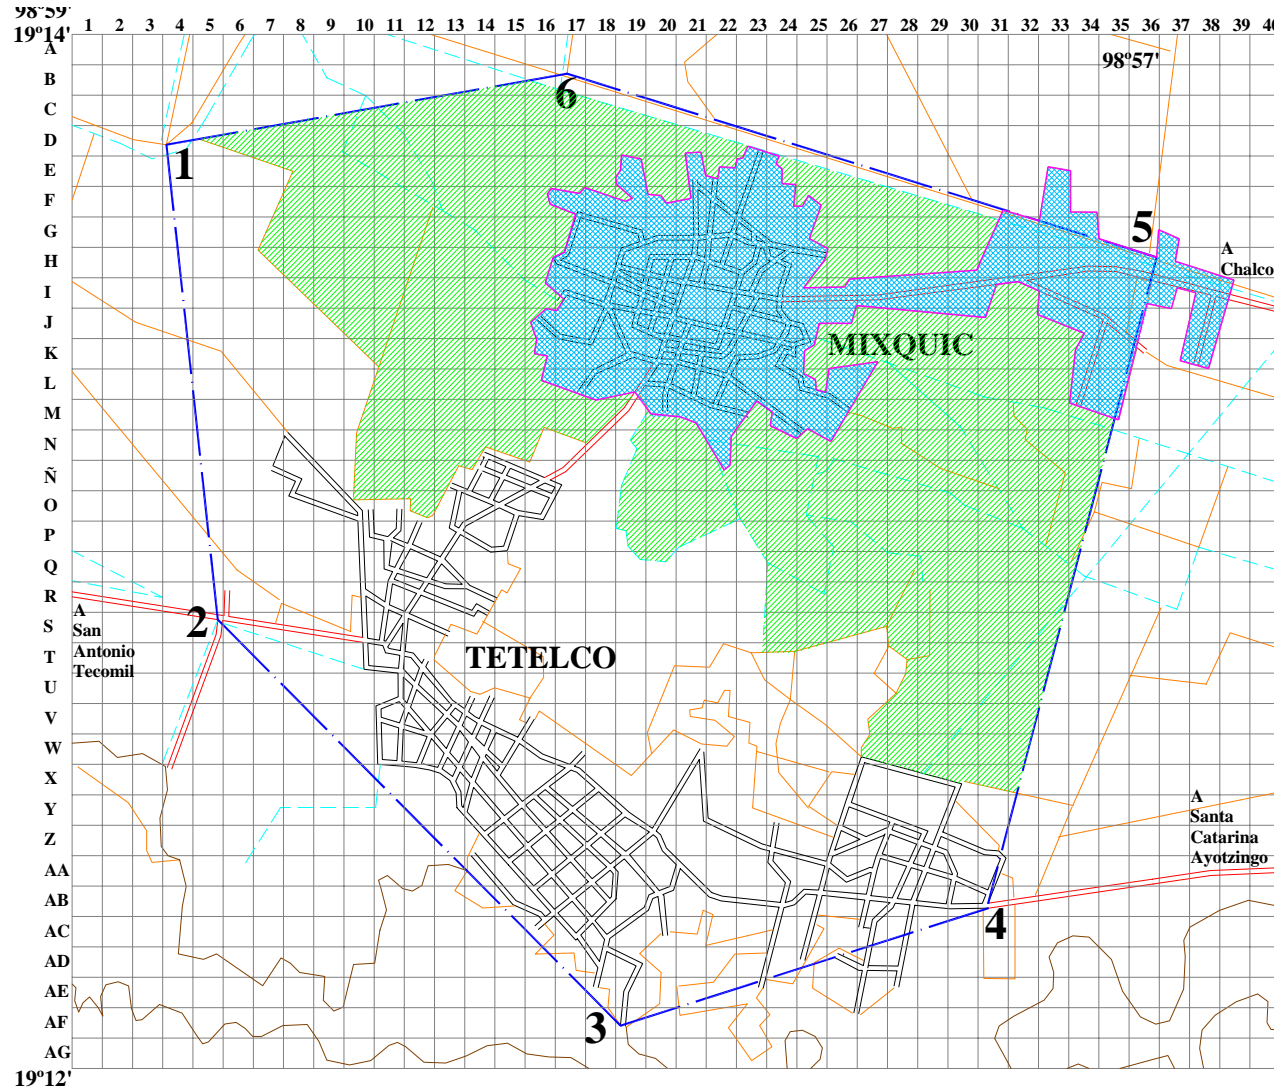 98º59'
19º14'
1 2 3 4 5 6 7 8 9 10 11 12 13 14 15 16 17 18 19 20 21 22 23 24 25 26 27 28 29 30 31 32 33 34 35 36 37 38 39 40
98º57'
A
B
C
D
E
F
G
H
I
J
K
L
M
N
Ñ
O
P
Q
R
S
T
U
V
W
X
Y
Z
AA
AB
AC
AD
AE
AF
AG
19º12'
6
1
5
A
Chalco
MIXQUIC
2
A
San
Antonio
Tecomil
TETELCO
A
Santa
Catarina
Ayotzingo
4
3